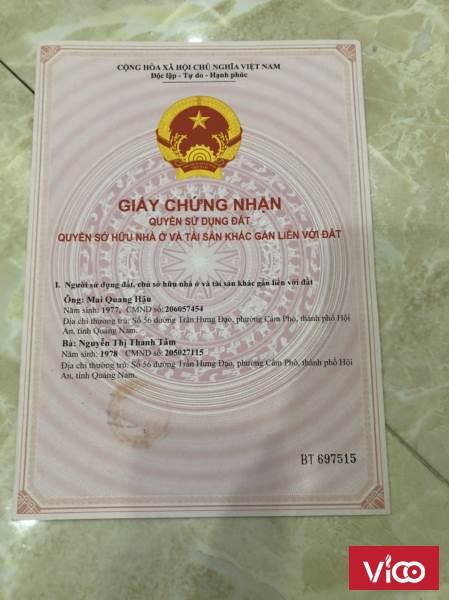 CỘNG HÒA XÃ HỘI CHỦ NGHĨA VIỆT NAM
Độc lập - Tự do - Hạnh phúc
GIẤY CHỨNG NHẬN
QUYỀN SỬ DỤNG ĐẤT
QUYỀN SỞ HỮU NHÀ Ở VÀ TÀI SẢN KHÁC GẮN LIỀN VỚI ĐẤT
I. Người sử dụng đất, chủ sở hữu nhà ở và tài sản khác gắn liền với đất
Ông: Mai Quang Hậu
Năm sinh: 1977, CMND số: 206057454
Địa chỉ thường trú: Số 56 đường Trần Hưng Đạo, phường Cẩm Phô, thành phố Hội
An, tỉnh Quảng Nam.
Bà: Nguyễn Thị Thanh Tâm
Năm sinh: 1978 CMND số: 205027115
Địa chỉ thường trú: Số 56 đường Trần Hưng Đạo, phường Cẩm Phô, thành phố Hội
An, tỉnh Quảng Nam.
BT 697515
Vico